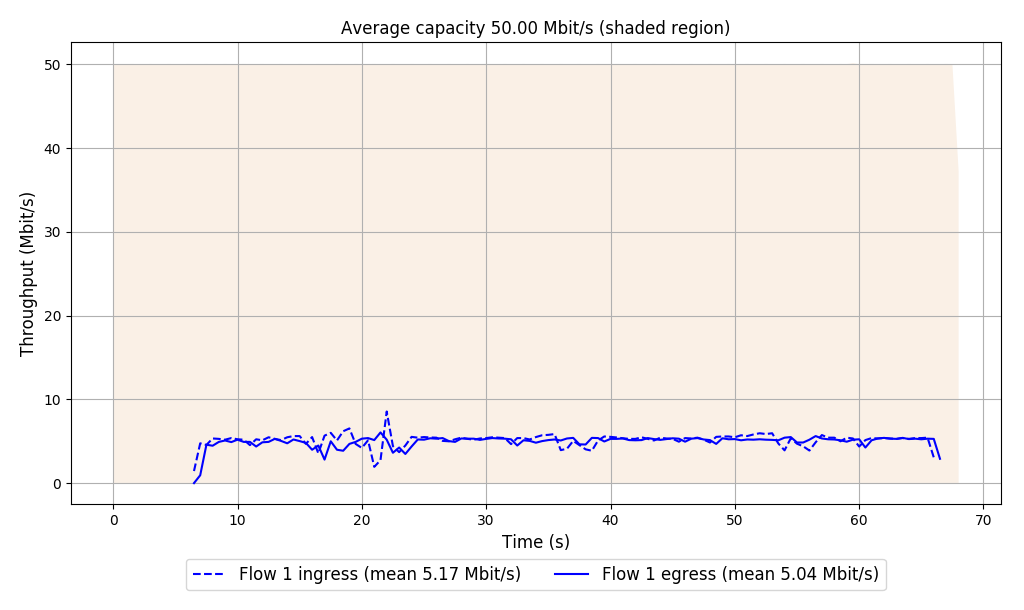 Average capacity 50.00 Mbit/s (shaded region)
50
40
30
20
10
0
Throughput (Mbit/s)
0 10 20 30 40 50 60 70
Time (s)
Flow 1 ingress (mean 5.17 Mbit/s) Flow 1 egress (mean 5.04 Mbit/s)